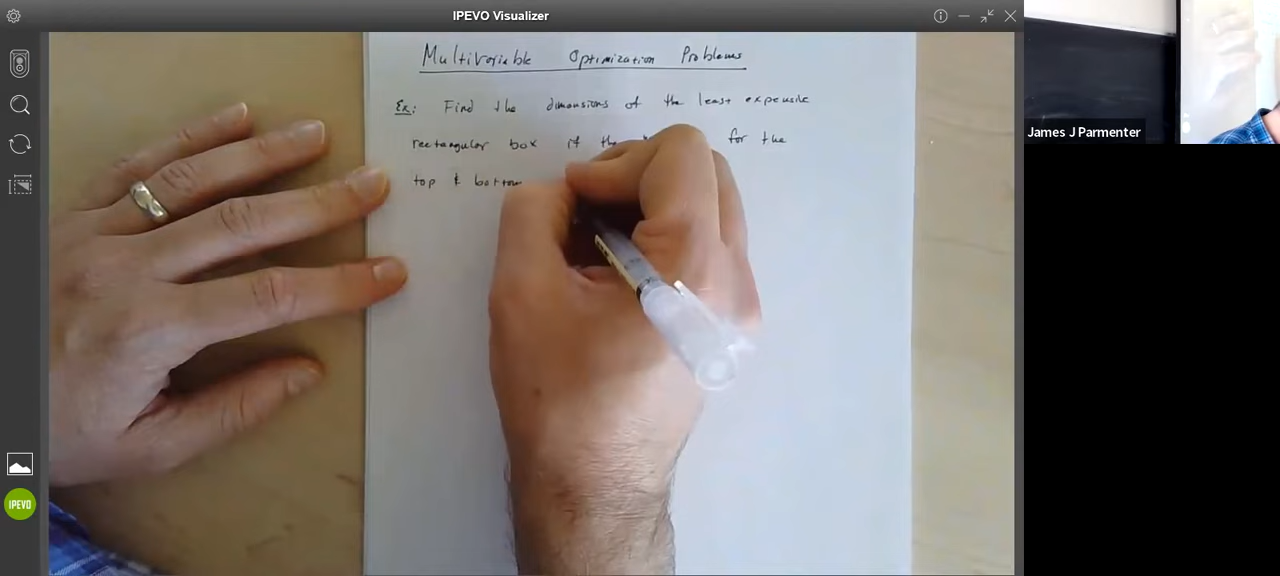 IPEVO Visualizer
Multivariable Optimization Problems
Ex: Find the dimensions of the least expensive
rectangular box if the for the
top & bottom
James J Parmenter
IPEVO